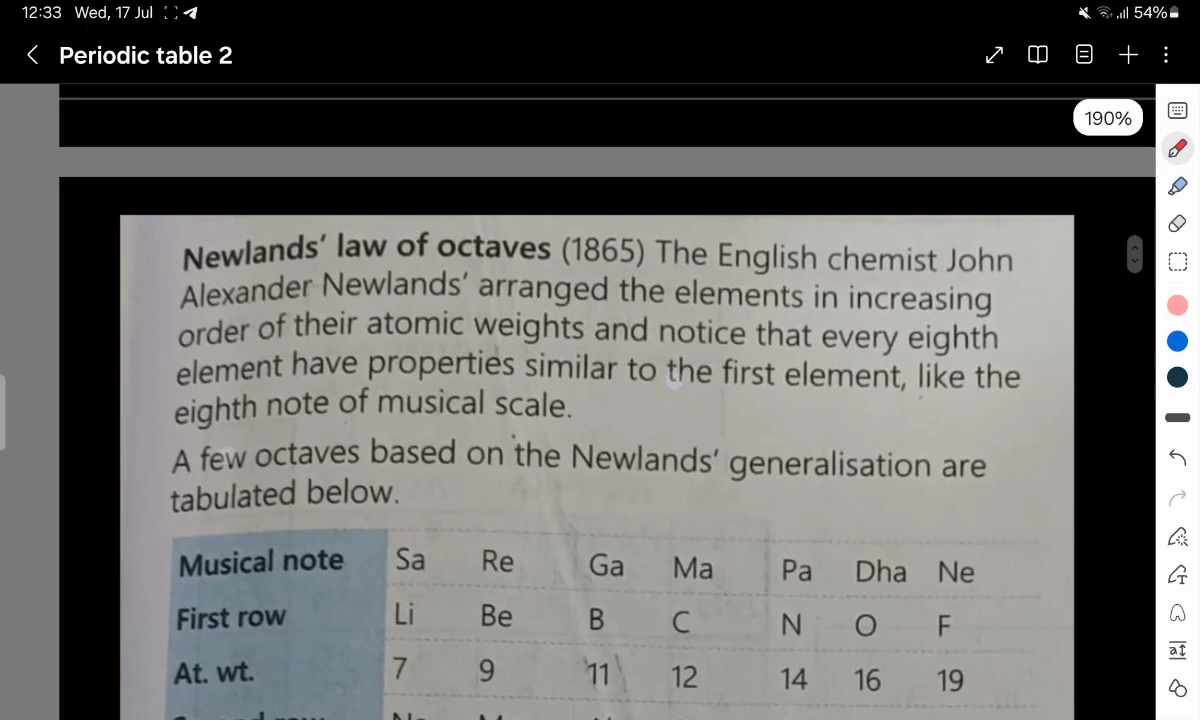 12:33 Wed, 17 Jul 54%
Periodic table 2
190%
Newlands' law of octaves (1865) The English chemist John
Alexander Newlands' arranged the elements in increasing
order of their atomic weights and notice that every eighth
element have properties similar to the first element, like the
eighth note of musical scale.
A few octaves based on the Newlands' generalisation are
tabulated below.
Musical note Sa Re Ga Ma Pa Dha Ne
First row Li Be B C N O F
At. wt. 7 9 11 12 14 16 19